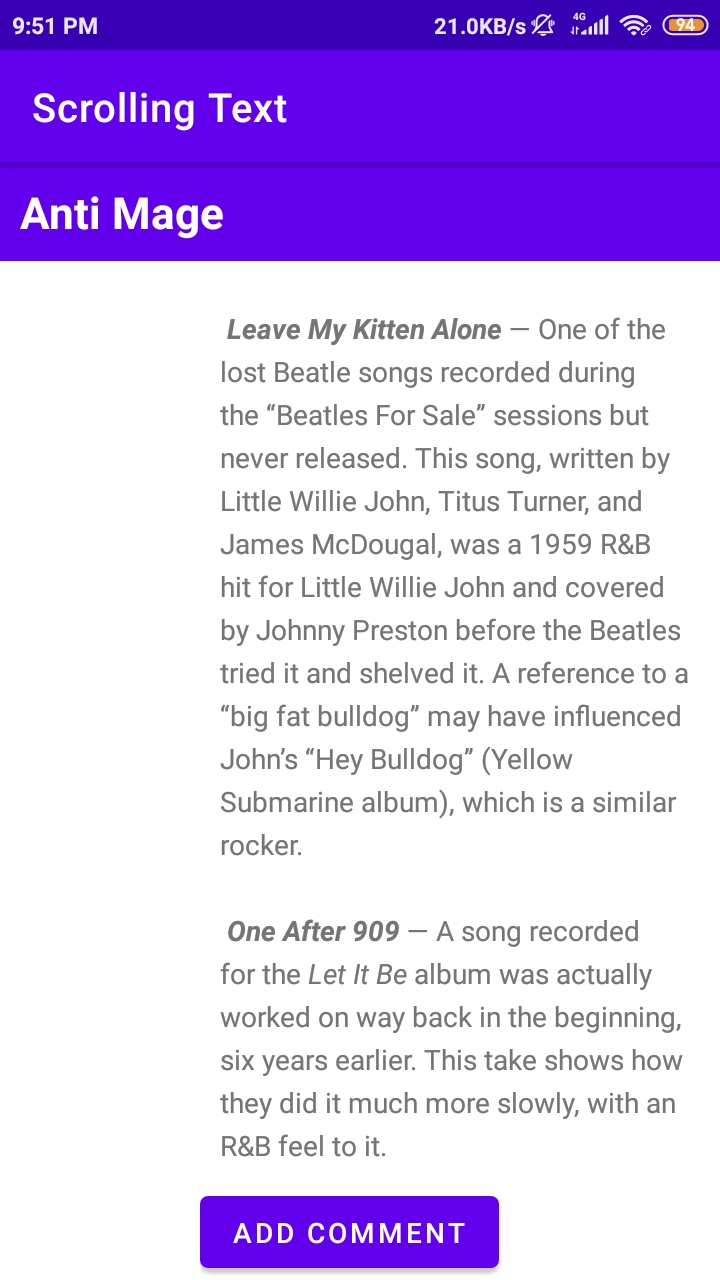 9:51 PM 21.0KB/s 4G 94
Scrolling Text
Anti Mage
Leave My Kitten Alone — One of the
lost Beatle songs recorded during
the “Beatles For Sale” sessions but
never released. This song, written by
Little Willie John, Titus Turner, and
James McDougal, was a 1959 R&B
hit for Little Willie John and covered
by Johnny Preston before the Beatles
tried it and shelved it. A reference to a
“big fat bulldog” may have influenced
John’s “Hey Bulldog” (Yellow
Submarine album), which is a similar
rocker.
One After 909 — A song recorded
for the Let It Be album was actually
worked on way back in the beginning,
six years earlier. This take shows how
they did it much more slowly, with an
R&B feel to it.
ADD COMMENT